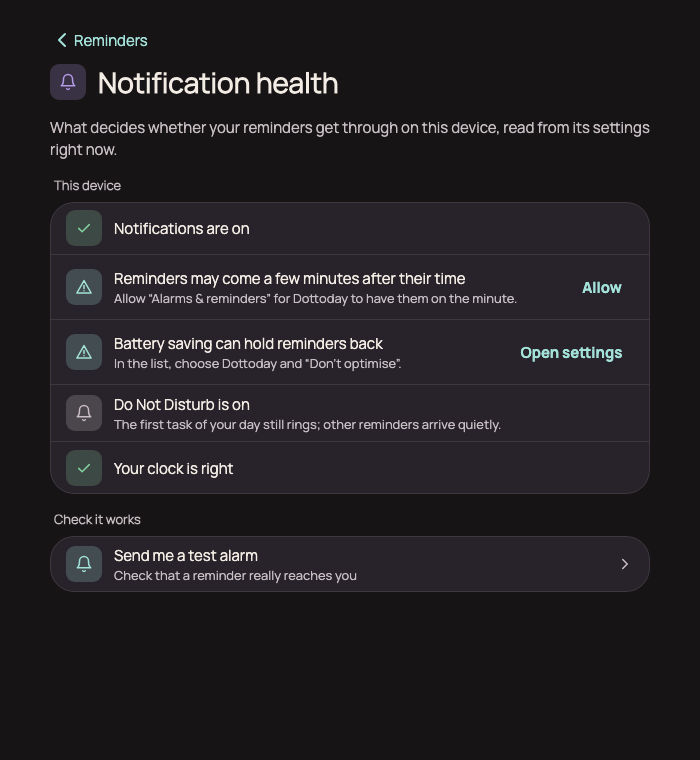 Reminders
Notification health
What decides whether your reminders get through on this device, read from its settings
right now.
This device
Notifications are on
Reminders may come a few minutes after their time
Allow “Alarms & reminders” for Dottoday to have them on the minute.
Allow
Battery saving can hold reminders back
In the list, choose Dottoday and “Don’t optimise”.
Open settings
Do Not Disturb is on
The first task of your day still rings; other reminders arrive quietly.
Your clock is right
Check it works
Send me a test alarm
Check that a reminder really reaches you